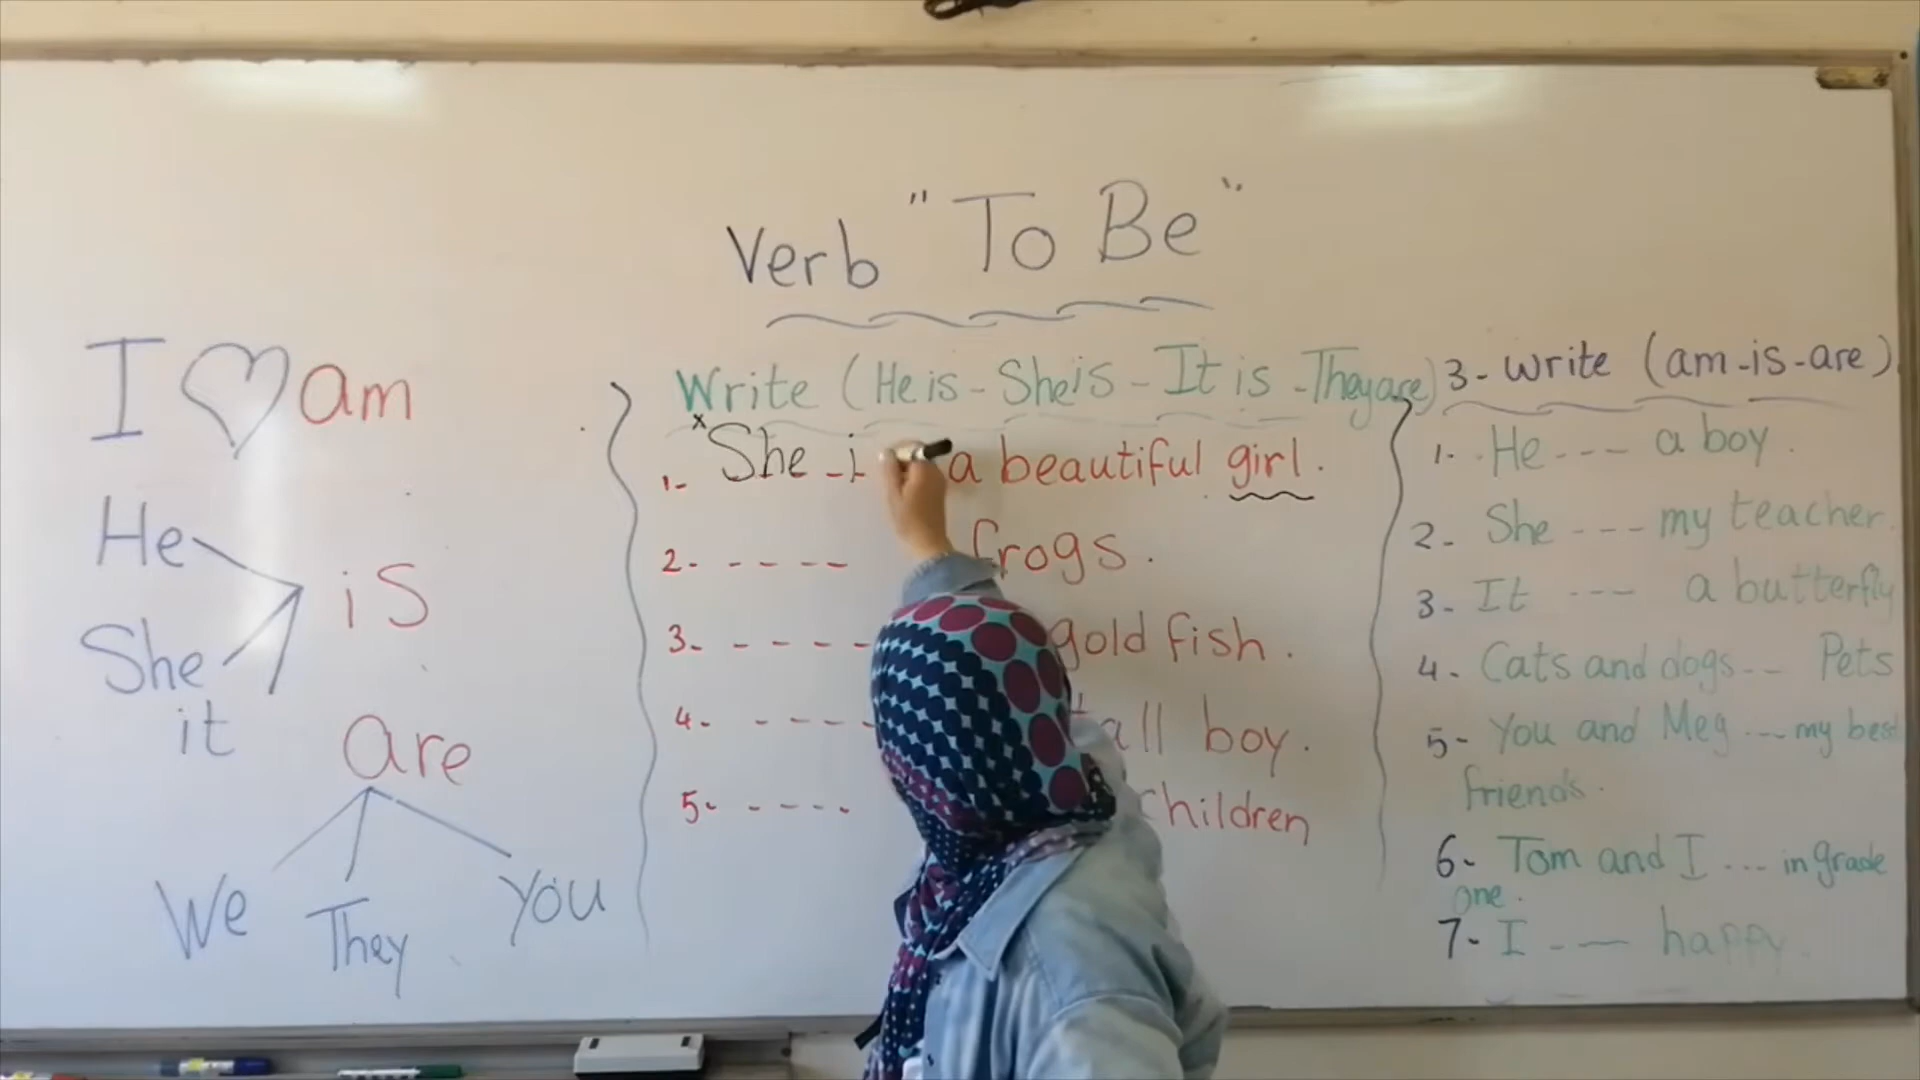 Verb "To Be"
I am
He
is
She
it
are
We They You
Write (He is - She is - It is - They are)
1- She - i a beautiful girl.
2. ---- frogs.
3. ---- gold fish.
4- ---- tall boy.
5- ---- children
3- Write (am -is -are)
1- He --- a boy.
2- She --- my teacher.
3- It --- a butterfly
4- Cats and dogs -- Pets
5- You and Meg --- my best
friends.
6- Tom and I --- in grade
one.
7- I --- happy.